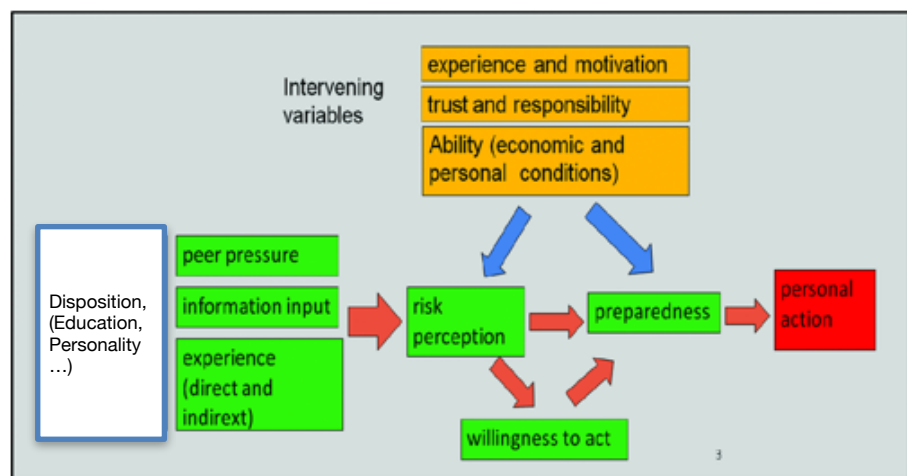 experience and motivation
Intervening
variables
trust and responsibility
Ability (economic and
personal conditions)
Disposition,
(Education,
Personality
...)
peer pressure
information input
experience
(direct and
indirext)
risk
perception
preparedness
personal
action
willingness to act
3